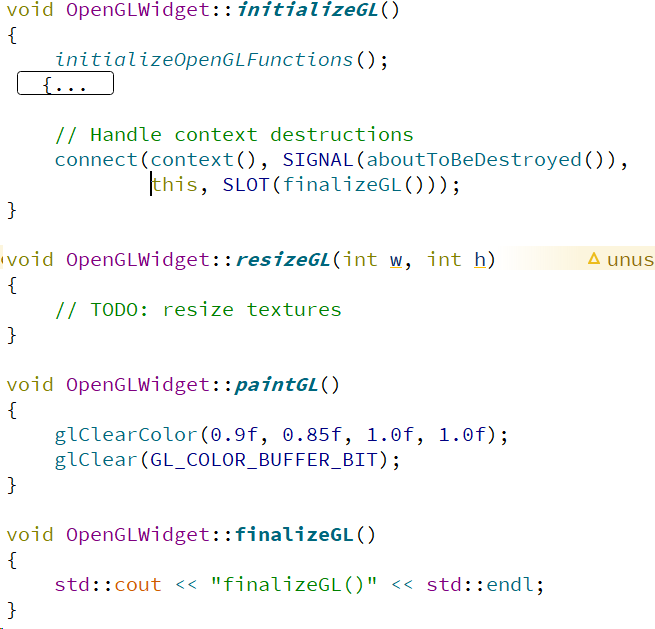 void OpenGLWidget::initializeGL()
{
    initializeOpenGLFunctions();
    {...

    // Handle context destructions
    connect(context(), SIGNAL(aboutToBeDestroyed()),
            this, SLOT(finalizeGL()));
}

void OpenGLWidget::resizeGL(int w, int h) ⚠ unus
{
    // TODO: resize textures
}

void OpenGLWidget::paintGL()
{
    glClearColor(0.9f, 0.85f, 1.0f, 1.0f);
    glClear(GL_COLOR_BUFFER_BIT);
}

void OpenGLWidget::finalizeGL()
{
    std::cout << "finalizeGL()" << std::endl;
}